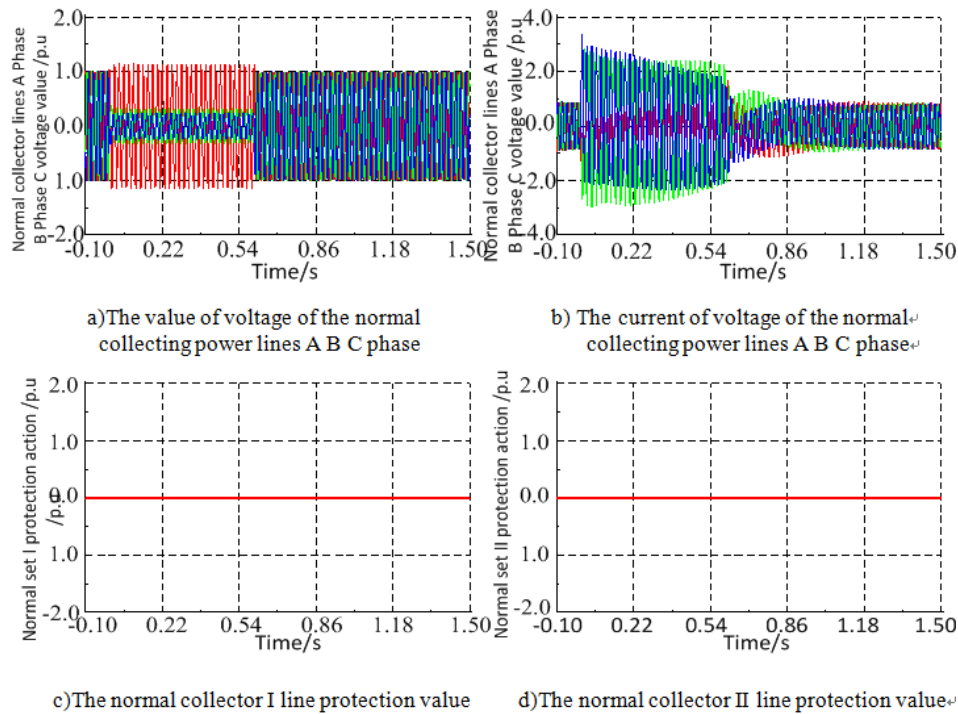 Normal collector lines A Phase
B Phase C voltage value /p.u
2.0
1.0
0.0
1.0
-2.0
-0.10 0.22 0.54 0.86 1.18 1.50
Time/s
a)The value of voltage of the normal
collecting power lines A B C phase
Normal collector lines A Phase
B Phase C voltage value /p.u
4.0
2.0
0.0
-2.0
-4.0
-0.10 0.22 0.54 0.86 1.18 1.50
Time/s
b) The current of voltage of the normal↵
collecting power lines A B C phase↵
Normal set I protection action /p.u
/p.u
2.0
1.0
0.0
1.0
-2.0
-0.10 0.22 0.54 0.86 1.18 1.50
Time/s
c)The normal collector I line protection value
Normal set II protection action /p.u
2.0
1.0
0.0
1.0
-2.0
-0.10 0.22 0.54 0.86 1.18 1.50
Time/s
d)The normal collector II line protection value↵